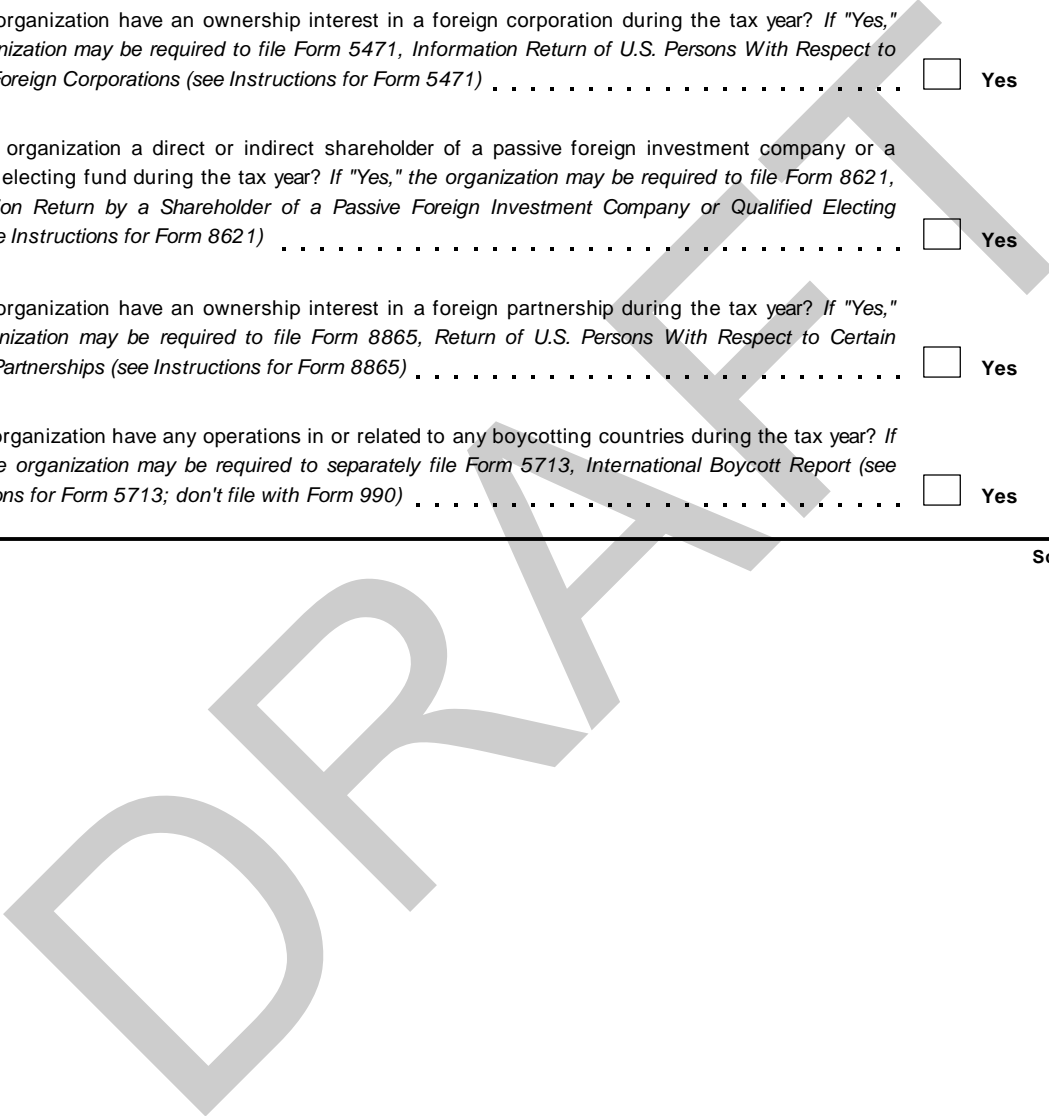 organization have an ownership interest in a foreign corporation during the tax year? If "Yes,"
nization may be required to file Form 5471, Information Return of U.S. Persons With Respect to
Foreign Corporations (see Instructions for Form 5471) . . . . . . . . . . . . . . . . . . . . . . Yes
organization a direct or indirect shareholder of a passive foreign investment company or a
electing fund during the tax year? If "Yes," the organization may be required to file Form 8621,
ion Return by a Shareholder of a Passive Foreign Investment Company or Qualified Electing
e Instructions for Form 8621) . . . . . . . . . . . . . . . . . . . . . . . . . . . . . . . . . Yes
organization have an ownership interest in a foreign partnership during the tax year? If "Yes,"
nization may be required to file Form 8865, Return of U.S. Persons With Respect to Certain
Partnerships (see Instructions for Form 8865) . . . . . . . . . . . . . . . . . . . . . . . . . . Yes
organization have any operations in or related to any boycotting countries during the tax year? If
e organization may be required to separately file Form 5713, International Boycott Report (see
ons for Form 5713; don't file with Form 990) . . . . . . . . . . . . . . . . . . . . . . . . . . Yes
Sc
DRAFT